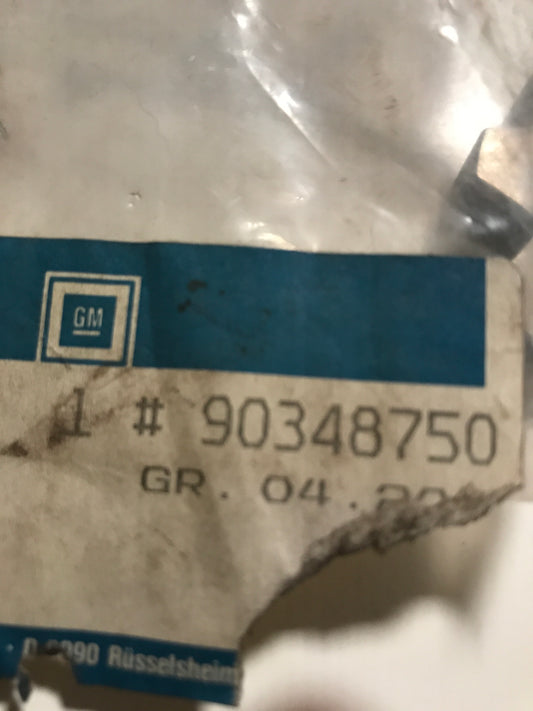 GM
1 # 90348750
GR. 04.
Rüsselsheim